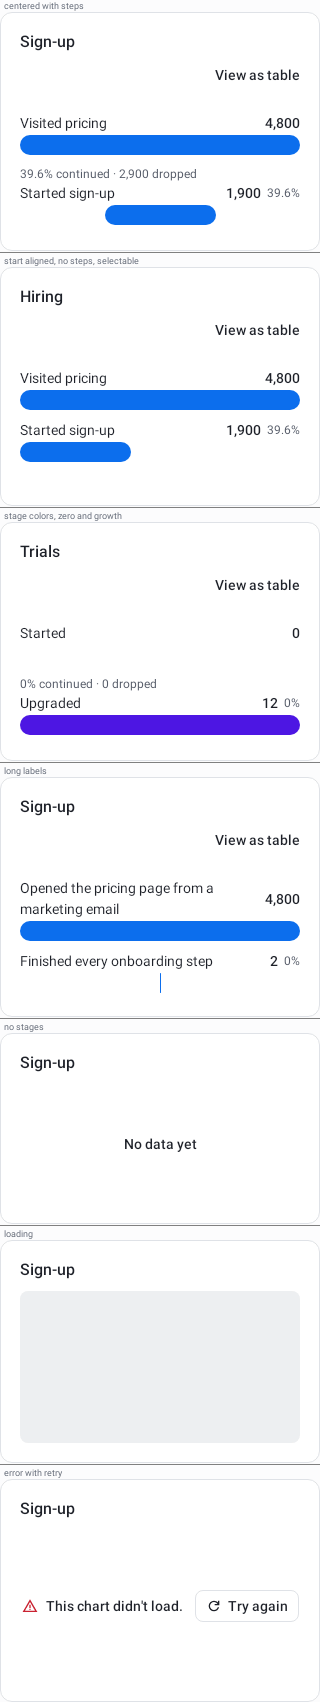 centered with steps
Sign-up
View as table
Visited pricing 4,800
39.6% continued · 2,900 dropped
Started sign-up 1,900 39.6%
start aligned, no steps, selectable
Hiring
View as table
Visited pricing 4,800
Started sign-up 1,900 39.6%
stage colors, zero and growth
Trials
View as table
Started 0
0% continued · 0 dropped
Upgraded 12 0%
long labels
Sign-up
View as table
Opened the pricing page from a
marketing email 4,800
Finished every onboarding step 2 0%
no stages
Sign-up
No data yet
loading
Sign-up
error with retry
Sign-up
This chart didn't load. Try again